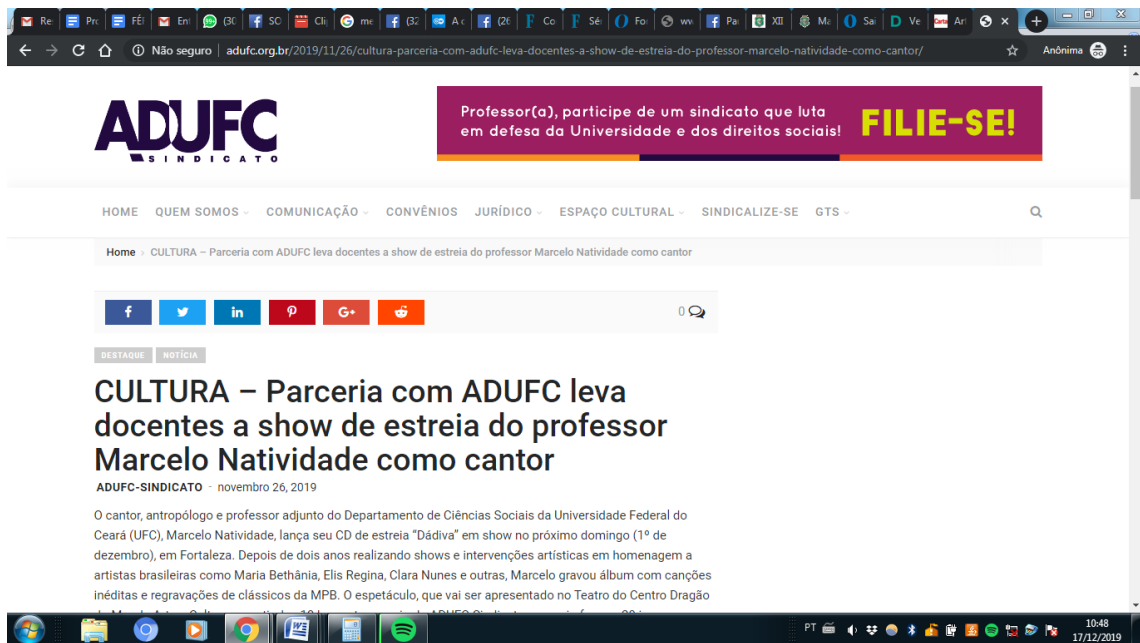 Não seguro | adufc.org.br/2019/11/26/cultura-parceria-com-adufc-leva-docentes-a-show-de-estreia-do-professor-marcelo-natividade-como-cantor/
Anônima
ADUFC
SINDICATO
Professor(a), participe de um sindicato que luta
em defesa da Universidade e dos direitos sociais!
FILIE-SE!
HOME QUEM SOMOS COMUNICAÇÃO CONVÊNIOS JURÍDICO ESPAÇO CULTURAL SINDICALIZE-SE GTS
Home › CULTURA – Parceria com ADUFC leva docentes a show de estreia do professor Marcelo Natividade como cantor
0
DESTAQUE NOTÍCIA
CULTURA – Parceria com ADUFC leva
docentes a show de estreia do professor
Marcelo Natividade como cantor
ADUFC-SINDICATO - novembro 26, 2019
O cantor, antropólogo e professor adjunto do Departamento de Ciências Sociais da Universidade Federal do
Ceará (UFC), Marcelo Natividade, lança seu CD de estreia “Dádiva” em show no próximo domingo (1º de
dezembro), em Fortaleza. Depois de dois anos realizando shows e intervenções artísticas em homenagem a
artistas brasileiras como Maria Bethânia, Elis Regina, Clara Nunes e outras, Marcelo gravou álbum com canções
inéditas e regravações de clássicos da MPB. O espetáculo, que vai ser apresentado no Teatro do Centro Dragão
PT
10:48
17/12/2019